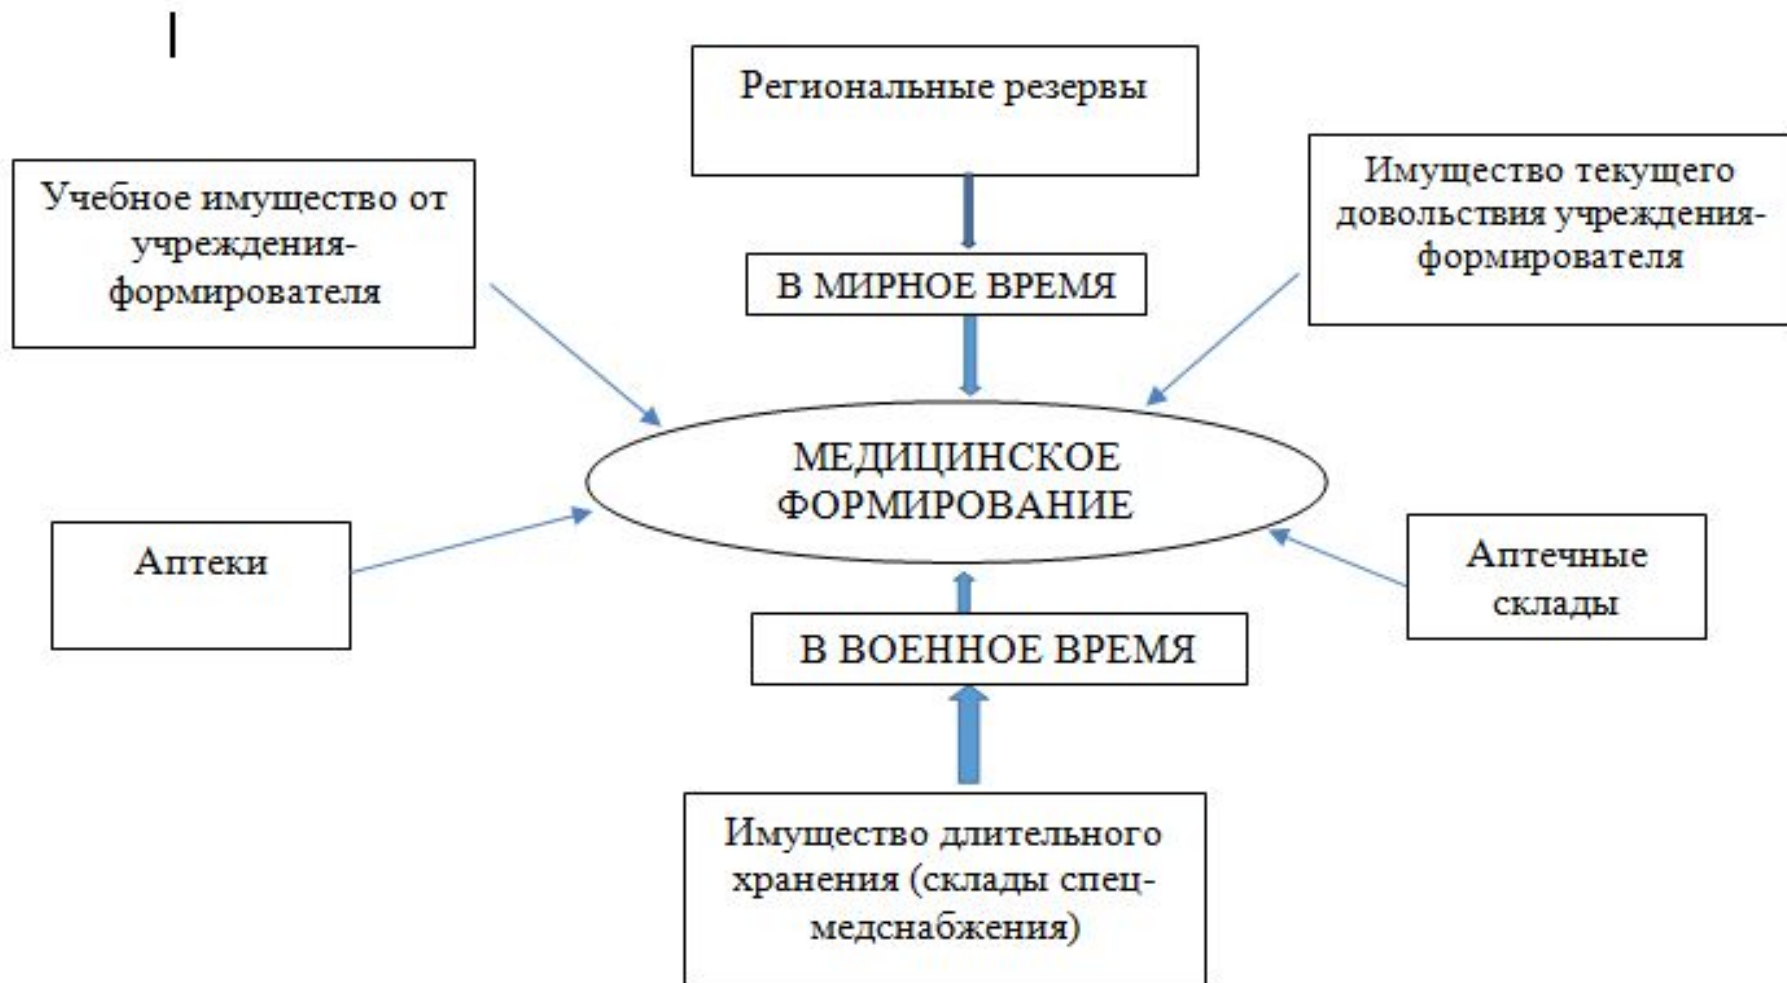 Региональные резервы
Учебное имущество от
учреждения-
формирователя
Имущество текущего
довольствия учреждения-
формирователя
В МИРНОЕ ВРЕМЯ
МЕДИЦИНСКОЕ
ФОРМИРОВАНИЕ
Аптеки
Аптечные
склады
В ВОЕННОЕ ВРЕМЯ
Имущество длительного
хранения (склады спец-
медснабжения)